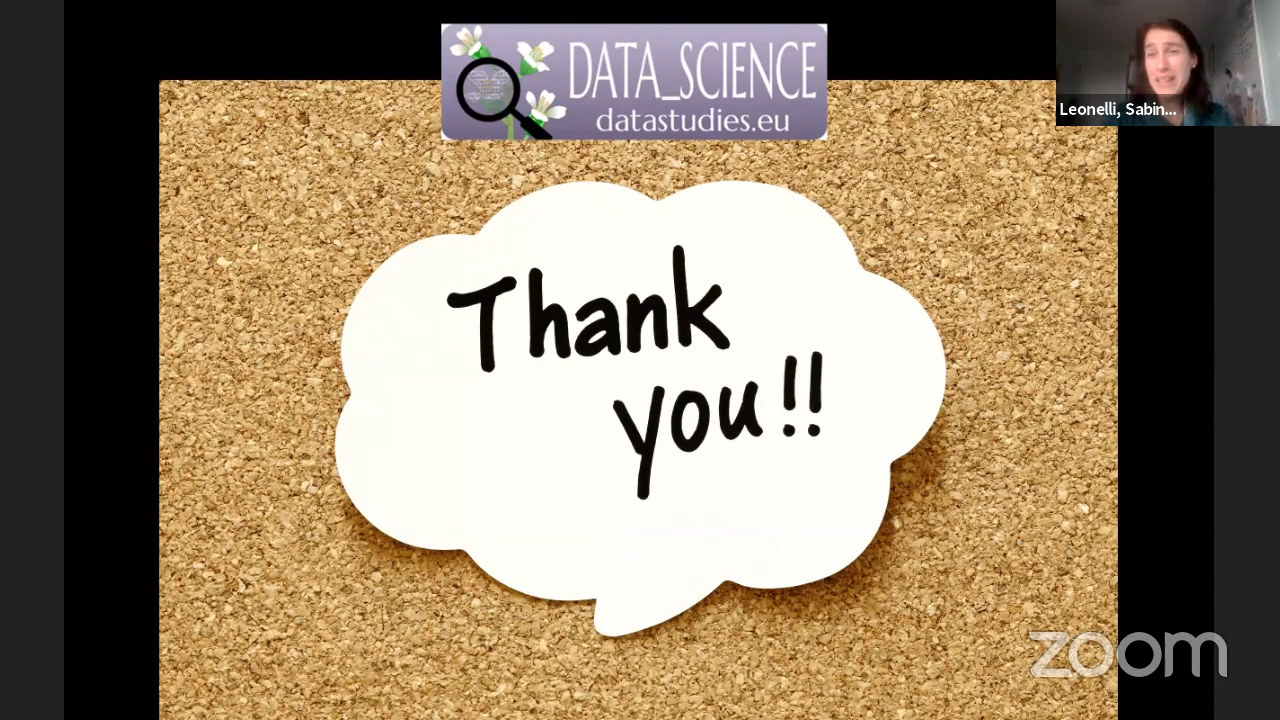 DATA_SCIENCE
datastudies.eu
Leonelli, Sabin...
Thank
you!!
zoom